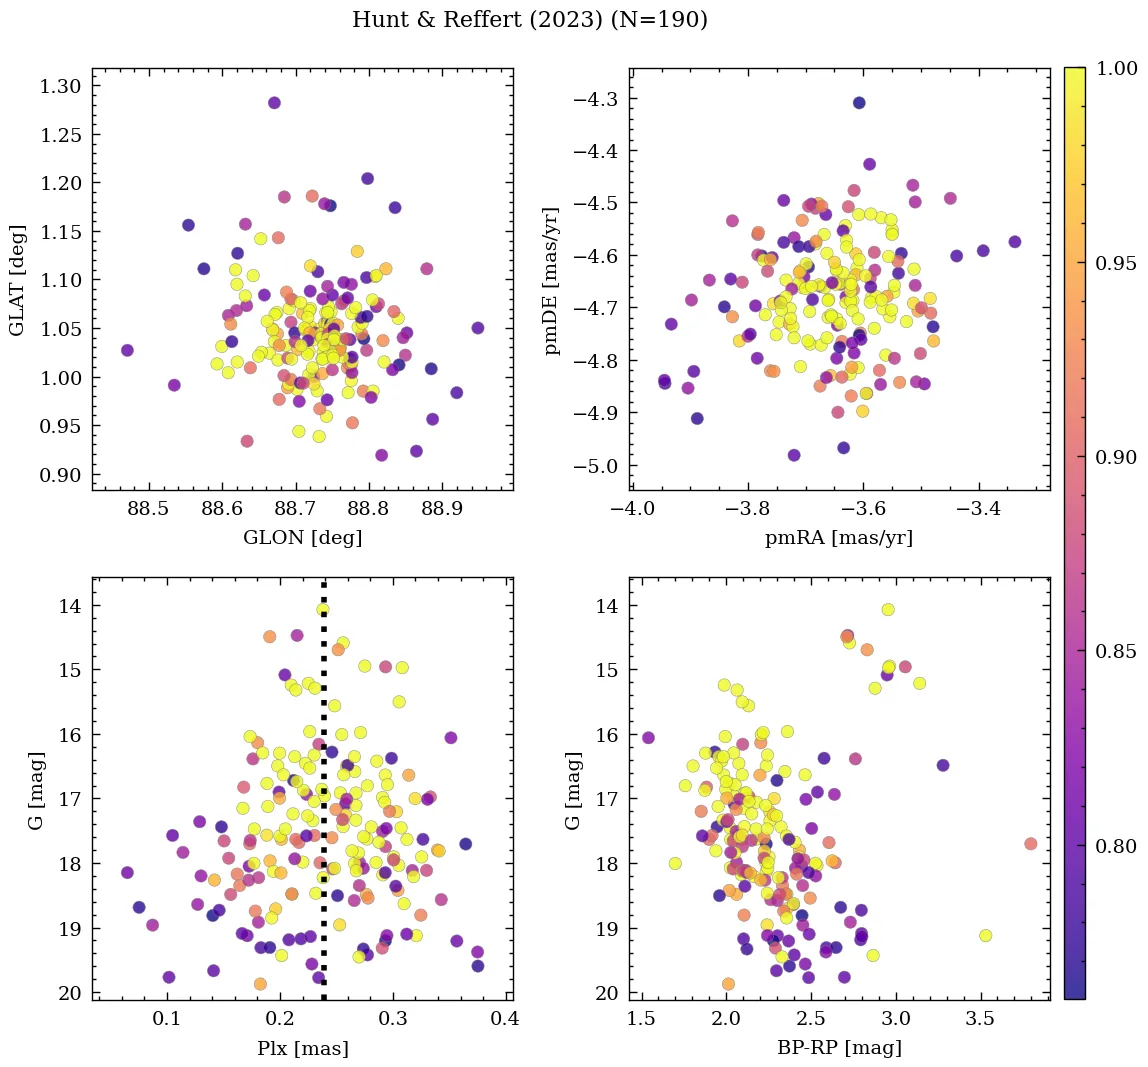 Hunt & Reffert (2023) (N=190)
1.30
1.25
1.20
1.15
1.10
1.05
1.00
0.95
0.90
GLAT [deg]
88.5 88.6 88.7 88.8 88.9
GLON [deg]
−4.3
−4.4
−4.5
−4.6
−4.7
−4.8
−4.9
−5.0
pmDE [mas/yr]
−4.0 −3.8 −3.6 −3.4
pmRA [mas/yr]
1.00
0.95
0.90
0.85
0.80
14
15
16
17
18
19
20
G [mag]
0.1 0.2 0.3 0.4
Plx [mas]
14
15
16
17
18
19
20
G [mag]
1.5 2.0 2.5 3.0 3.5
BP-RP [mag]